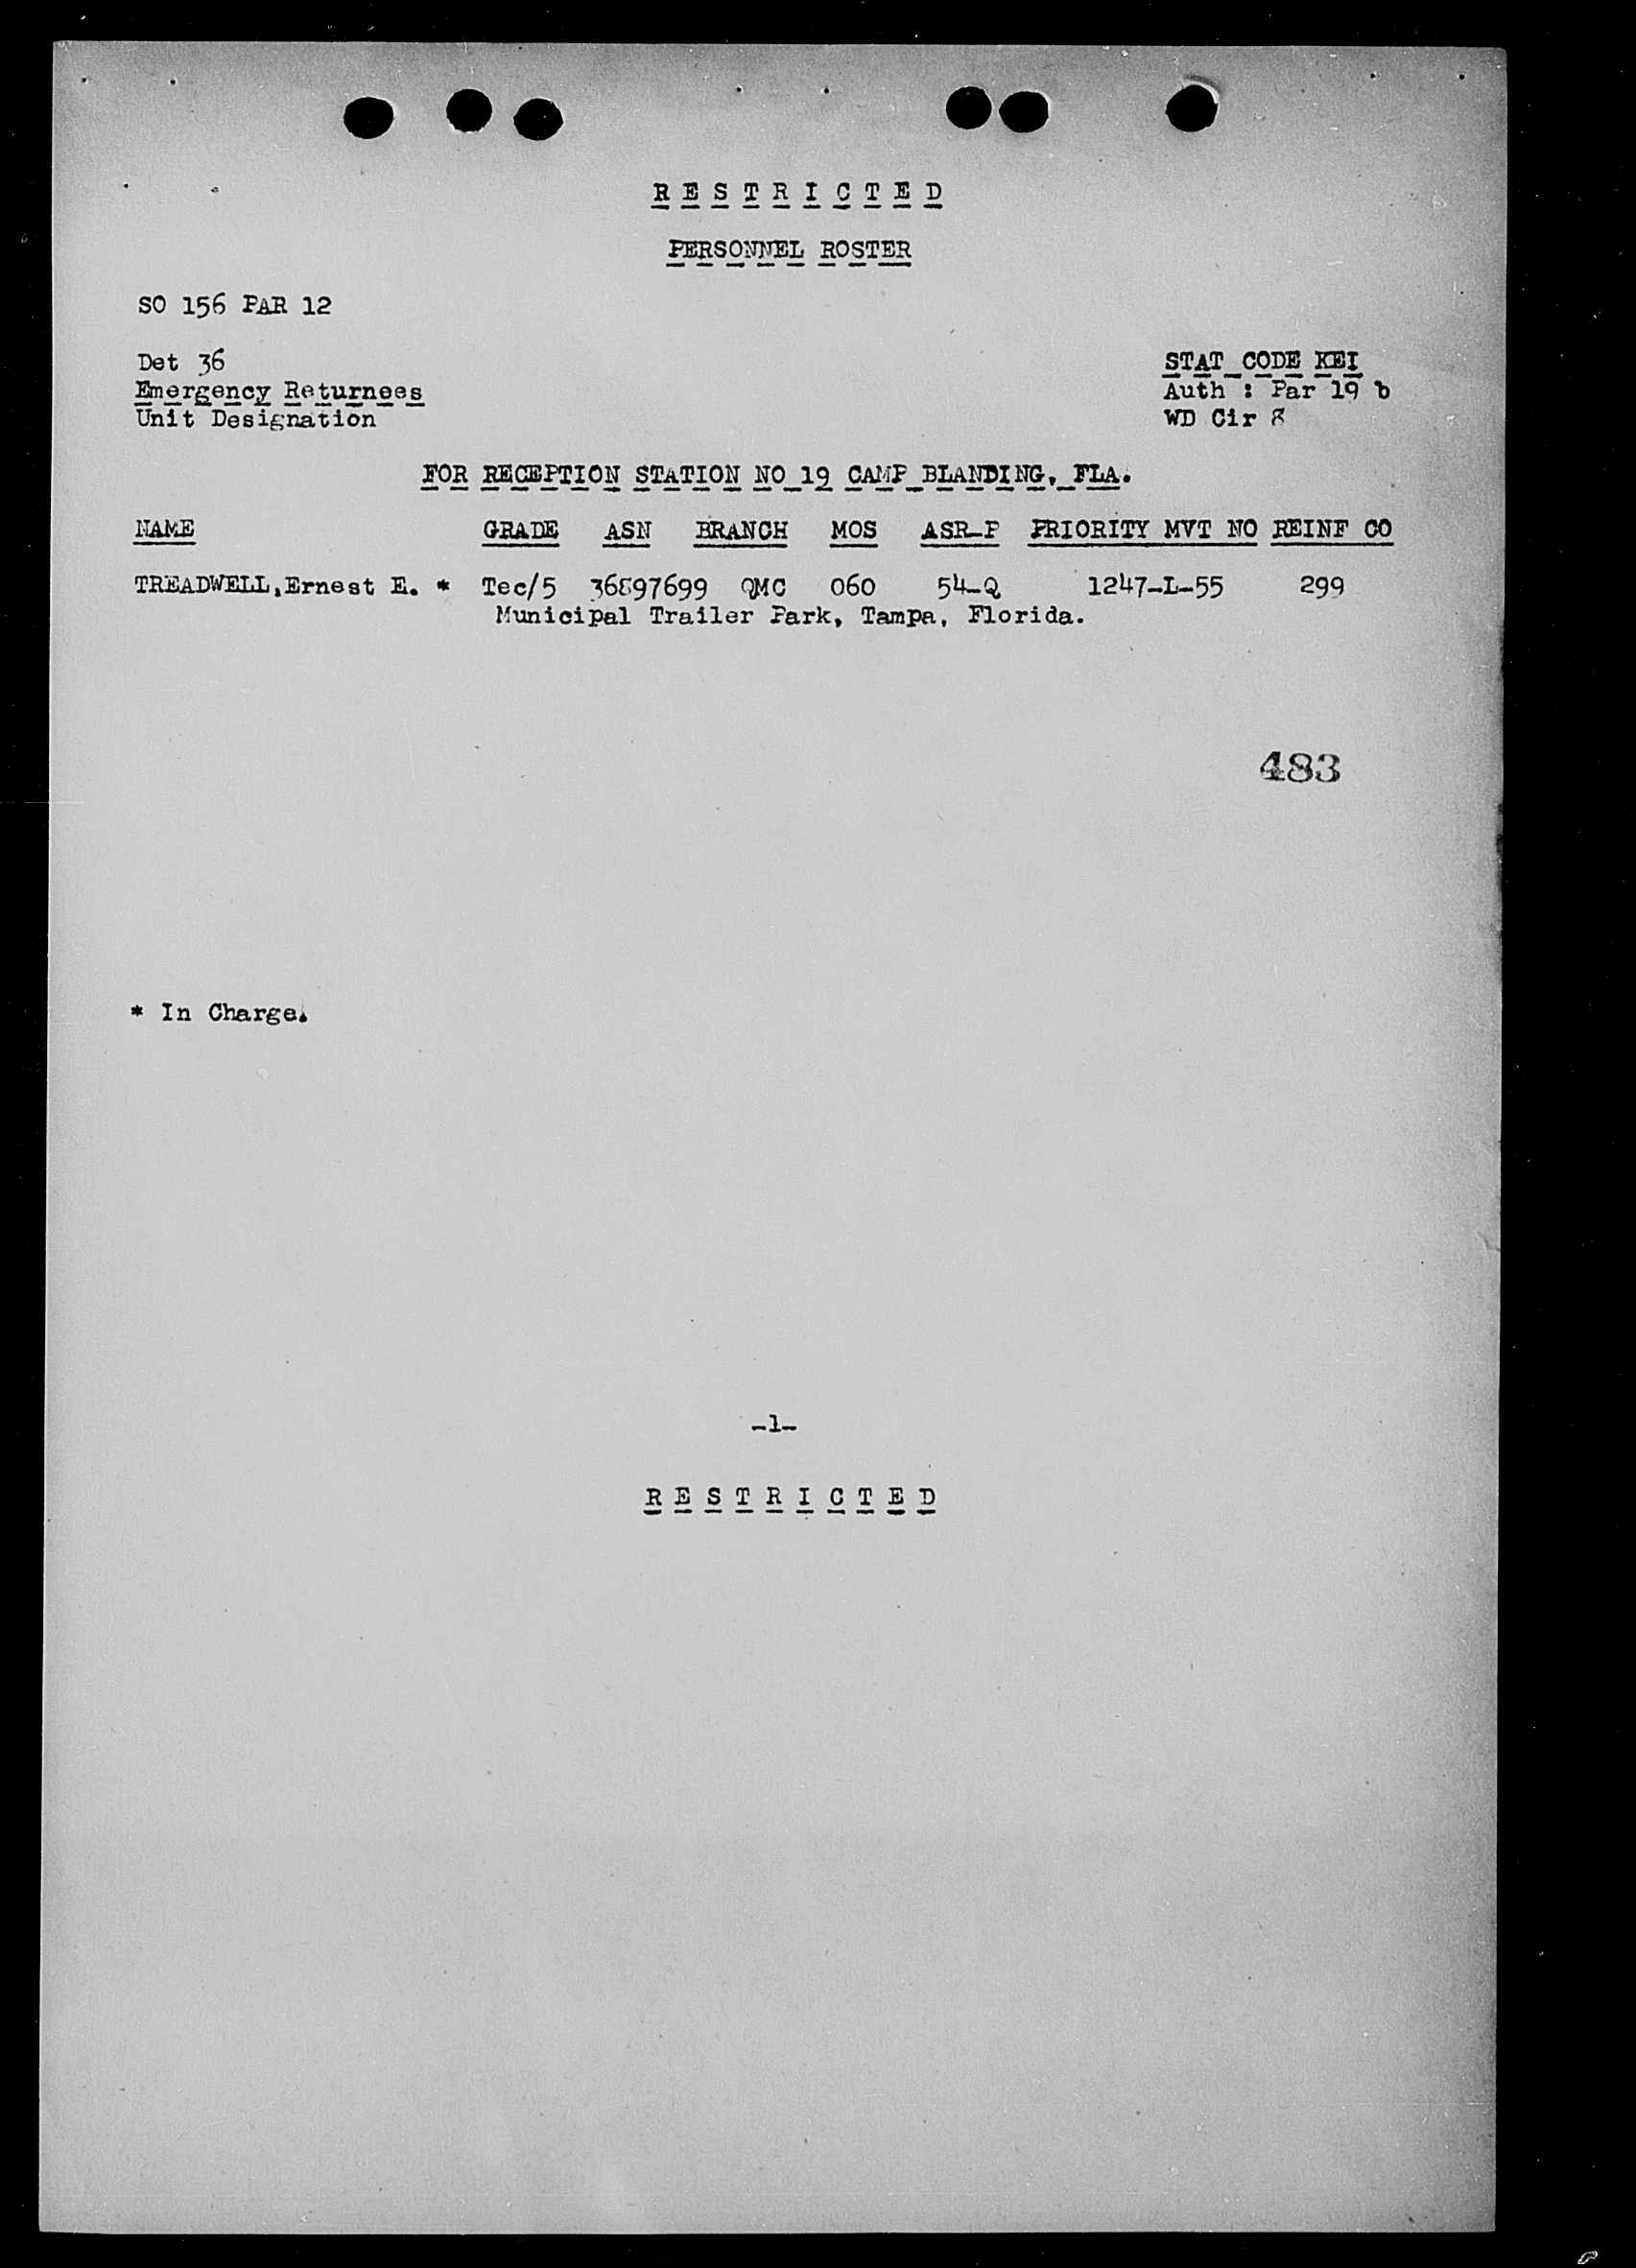 R E S T R I C T E D
PERSONNEL ROSTER
SO 156 PAR 12
Det 36
Emergency Returnees
Unit Designation
STAT CODE KEI
Auth : Par 19 b
WD Cir 8
FOR RECEPTION STATION NO 19 CAMP BLANDING, FLA.
NAME GRADE ASN BRANCH MOS ASR-P PRIORITY MVT NO REINF CO
TREADWELL,Ernest E. * Tec/5 36897699 QMC 060 54-Q 1247-L-55 299
Municipal Trailer Park, Tampa, Florida.
483
* In Charge.
-1-
R E S T R I C T E D